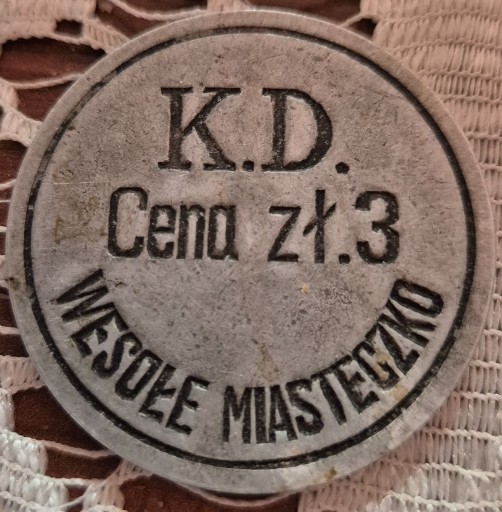 K.D.
Cena zł.3
WESOŁE MIASTECZKO